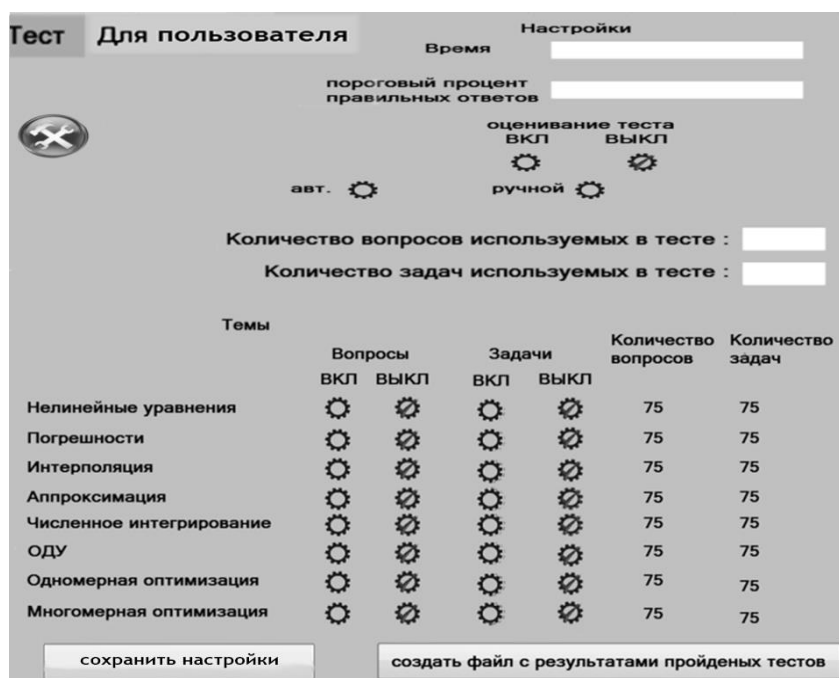 Тест Для пользователя
Настройки
Время
пороговый процент
правильных ответов
оценивание теста
ВКЛ ВЫКЛ
авт. ручной
Количество вопросов используемых в тесте :
Количество задач используемых в тесте :
Темы
Вопросы Задачи Количество вопросов Количество задач
ВКЛ ВЫКЛ ВКЛ ВЫКЛ
Нелинейные уравнения 75 75
Погрешности 75 75
Интерполяция 75 75
Аппроксимация 75 75
Численное интегрирование 75 75
ОДУ 75 75
Одномерная оптимизация 75 75
Многомерная оптимизация 75 75
сохранить настройки создать файл с результатами пройденых тестов